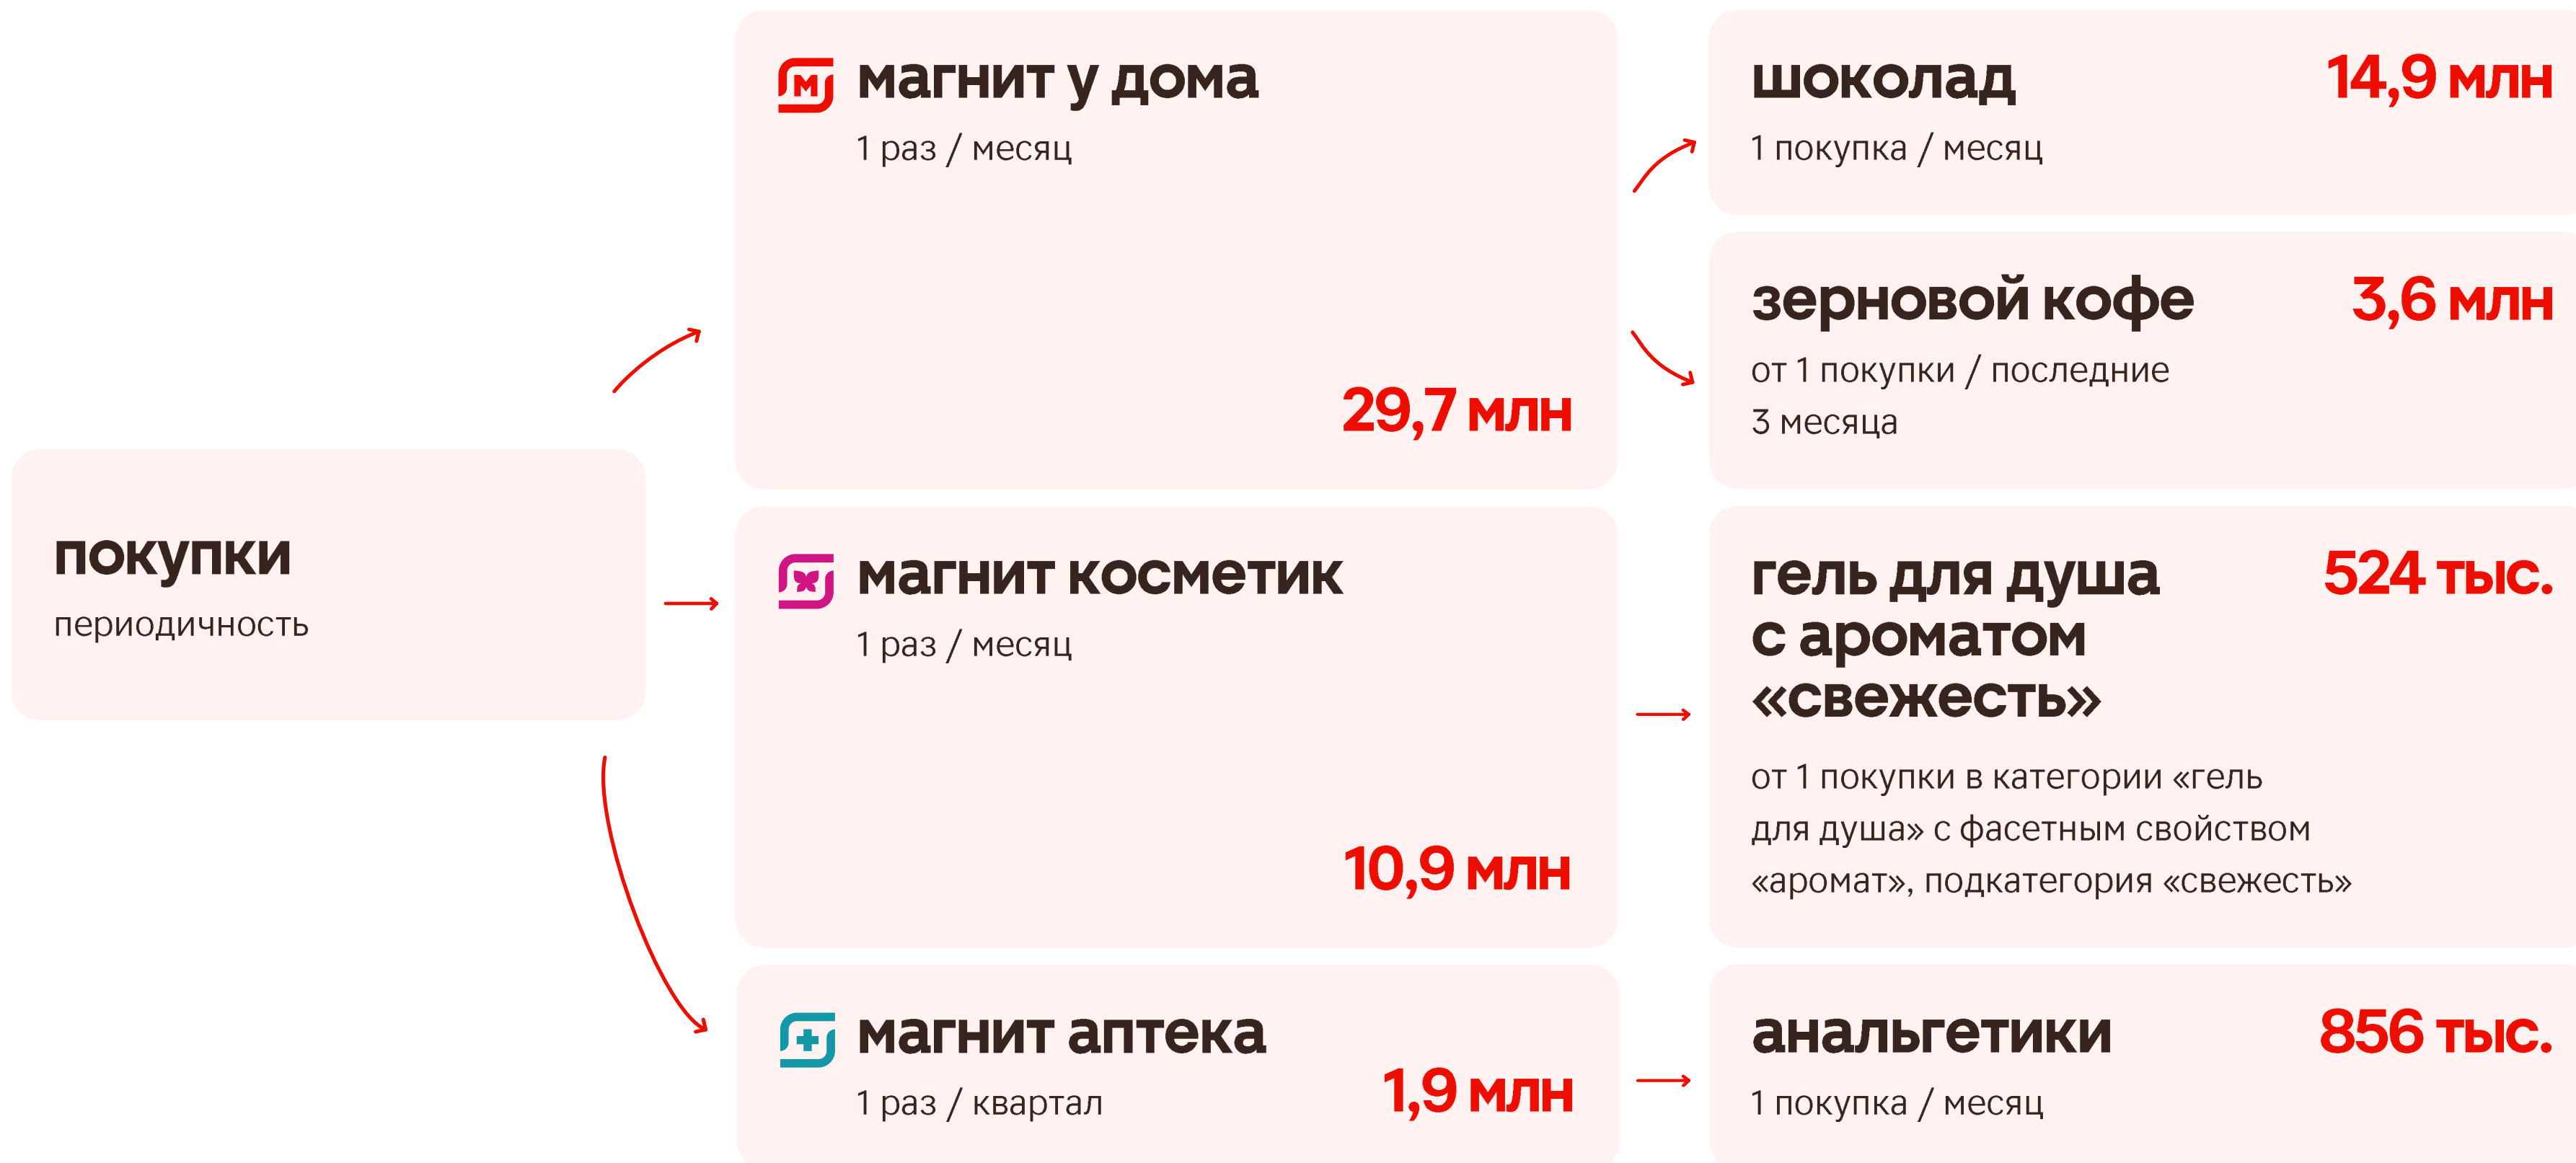 покупки
периодичность
магнит у дома
1 раз / месяц
29,7 млн
шоколад
14,9 млн
1 покупка / месяц
зерновой кофе
3,6 млн
от 1 покупки / последние
3 месяца
магнит косметик
1 раз / месяц
10,9 млн
гель для душа
с ароматом
«свежесть»
524 тыс.
от 1 покупки в категории «гель
для душа» с фасетным свойством
«аромат», подкатегория «свежесть»
магнит аптека
1 раз / квартал
1,9 млн
анальгетики
856 тыс.
1 покупка / месяц